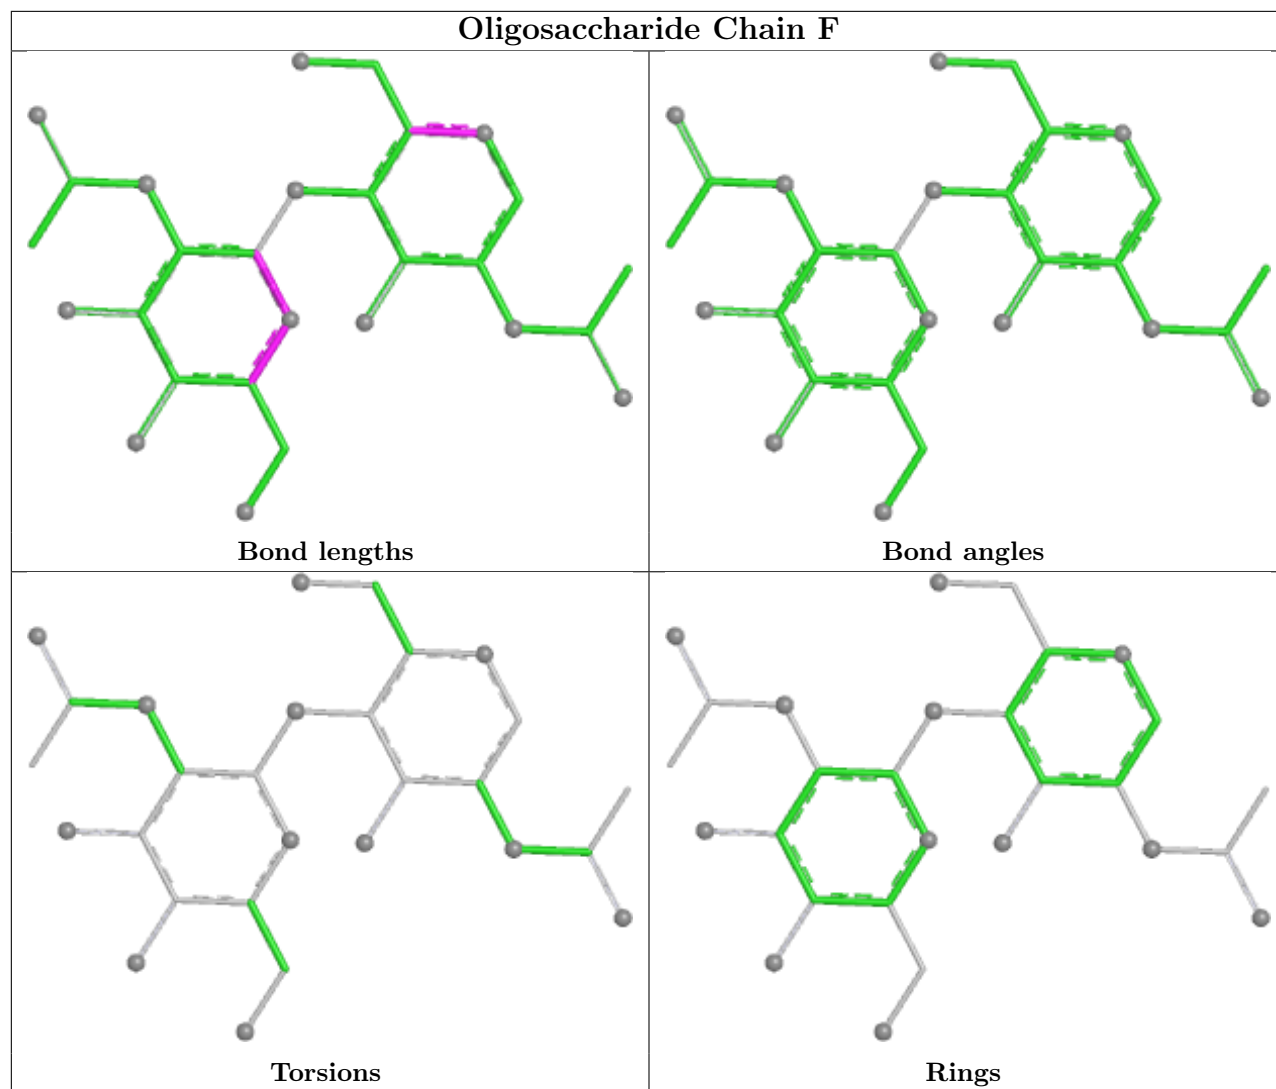 Oligosaccharide Chain F
Bond lengths
Bond angles
Torsions
Rings